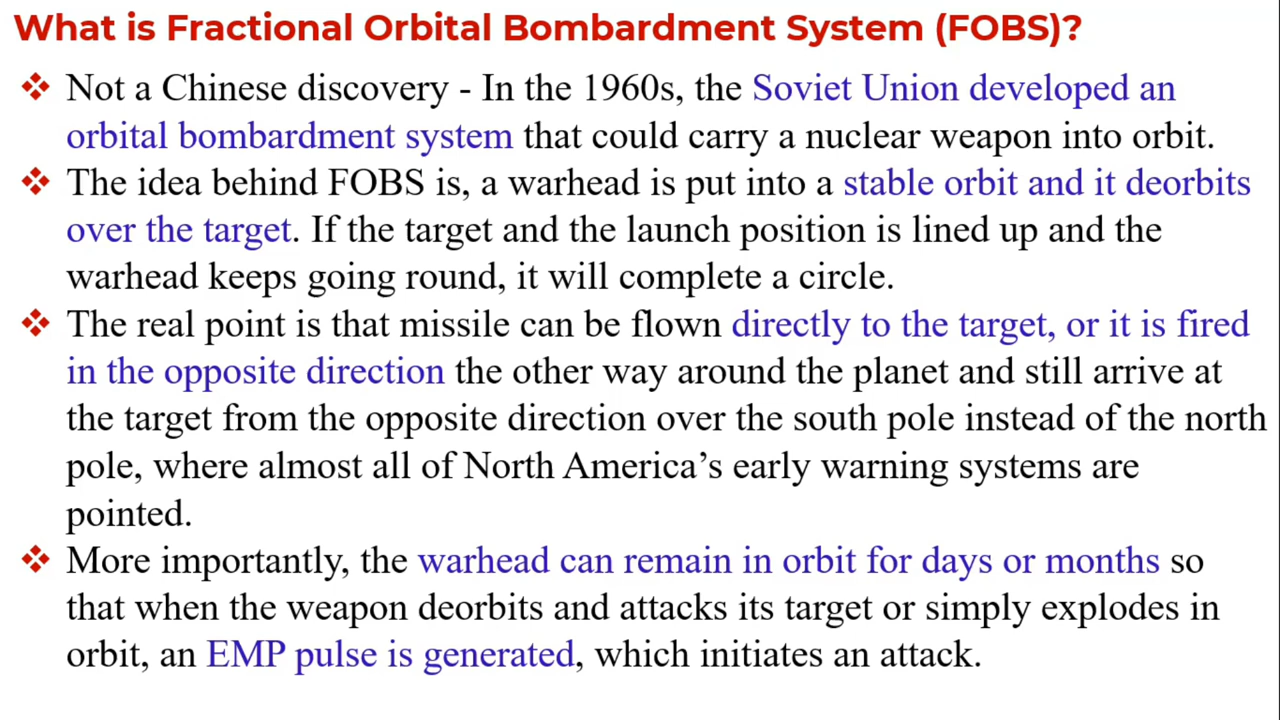 What is Fractional Orbital Bombardment System (FOBS)?
❖ Not a Chinese discovery - In the 1960s, the Soviet Union developed an
orbital bombardment system that could carry a nuclear weapon into orbit.
❖ The idea behind FOBS is, a warhead is put into a stable orbit and it deorbits
over the target. If the target and the launch position is lined up and the
warhead keeps going round, it will complete a circle.
❖ The real point is that missile can be flown directly to the target, or it is fired
in the opposite direction the other way around the planet and still arrive at
the target from the opposite direction over the south pole instead of the north
pole, where almost all of North America’s early warning systems are
pointed.
❖ More importantly, the warhead can remain in orbit for days or months so
that when the weapon deorbits and attacks its target or simply explodes in
orbit, an EMP pulse is generated, which initiates an attack.